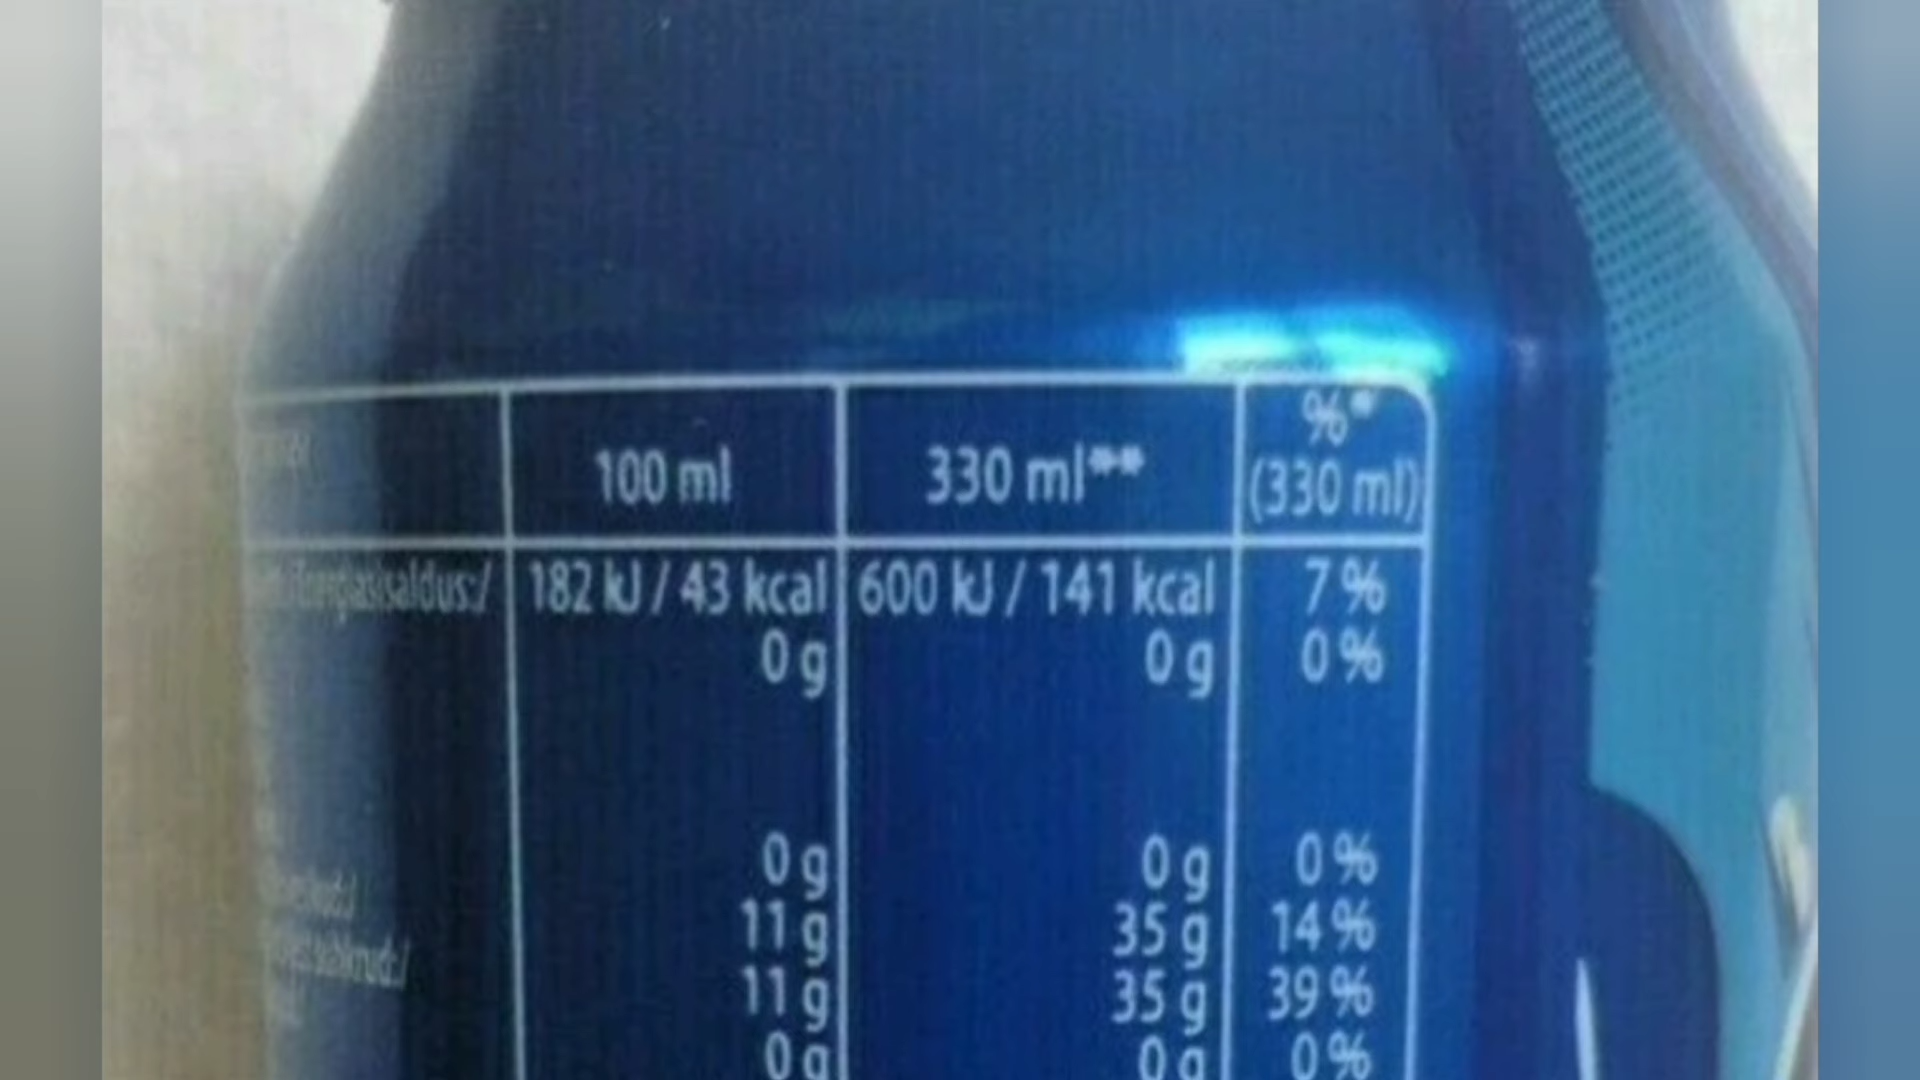 100 ml 330 ml** %*
(330 ml)
182 kJ / 43 kcal 600 kJ / 141 kcal 7 %
0 g 0 g 0 %
0 g 0 g 0 %
11 g 35 g 14 %
11 g 35 g 39 %
0 g 0 g 0 %